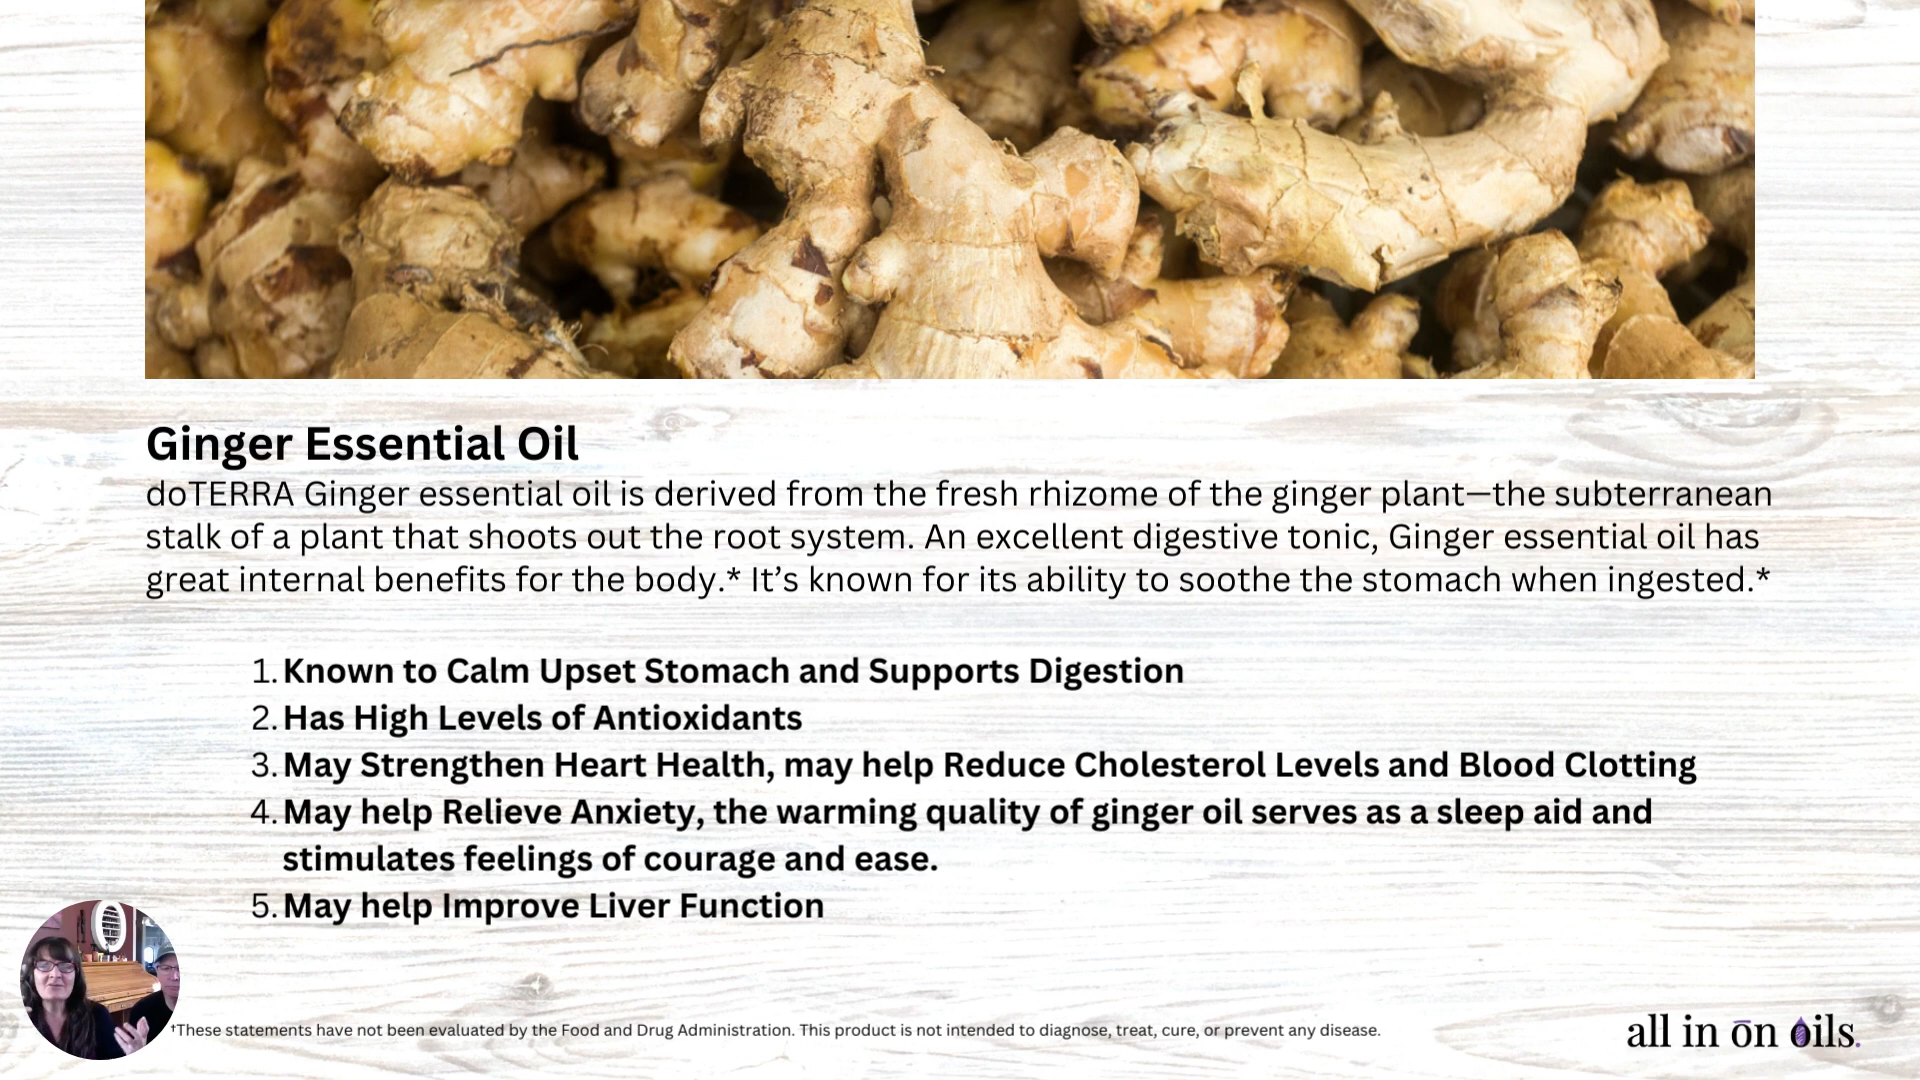 Ginger Essential Oil
doTERRA Ginger essential oil is derived from the fresh rhizome of the ginger plant—the subterranean
stalk of a plant that shoots out the root system. An excellent digestive tonic, Ginger essential oil has
great internal benefits for the body.* It’s known for its ability to soothe the stomach when ingested.*
1. Known to Calm Upset Stomach and Supports Digestion
2. Has High Levels of Antioxidants
3. May Strengthen Heart Health, may help Reduce Cholesterol Levels and Blood Clotting
4. May help Relieve Anxiety, the warming quality of ginger oil serves as a sleep aid and
stimulates feelings of courage and ease.
5. May help Improve Liver Function
†These statements have not been evaluated by the Food and Drug Administration. This product is not intended to diagnose, treat, cure, or prevent any disease.
all in ōn oils.